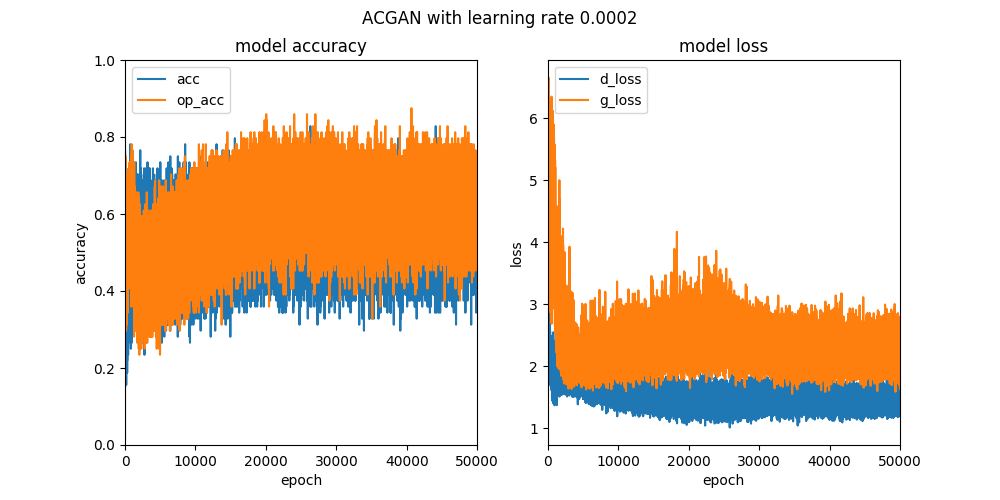 ACGAN with learning rate 0.0002
model accuracy
acc
op_acc
1.0
0.8
0.6
0.4
0.2
0.0
accuracy
0
10000
20000
30000
40000
50000
epoch
model loss
d_loss
g_loss
6
5
4
3
2
1
loss
0
10000
20000
30000
40000
50000
epoch